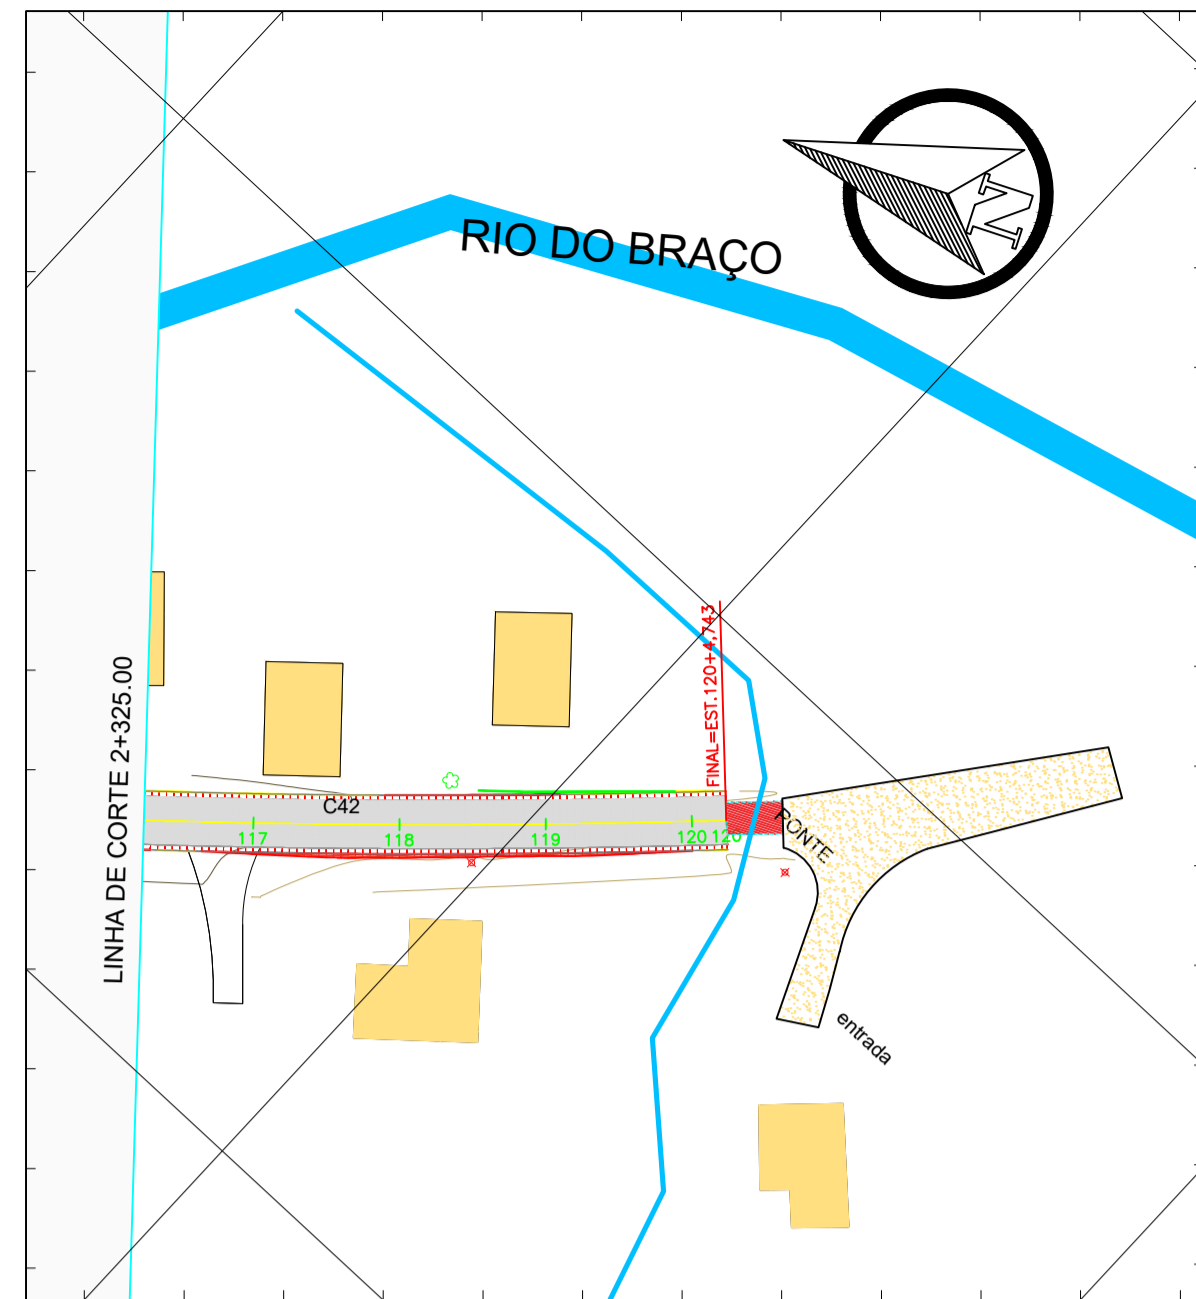 N
RIO DO BRAÇO
FINAL=EST.120+4,743
LINHA DE CORTE 2+325.00
C42
117
118
119
120 120
PONTE
entrada